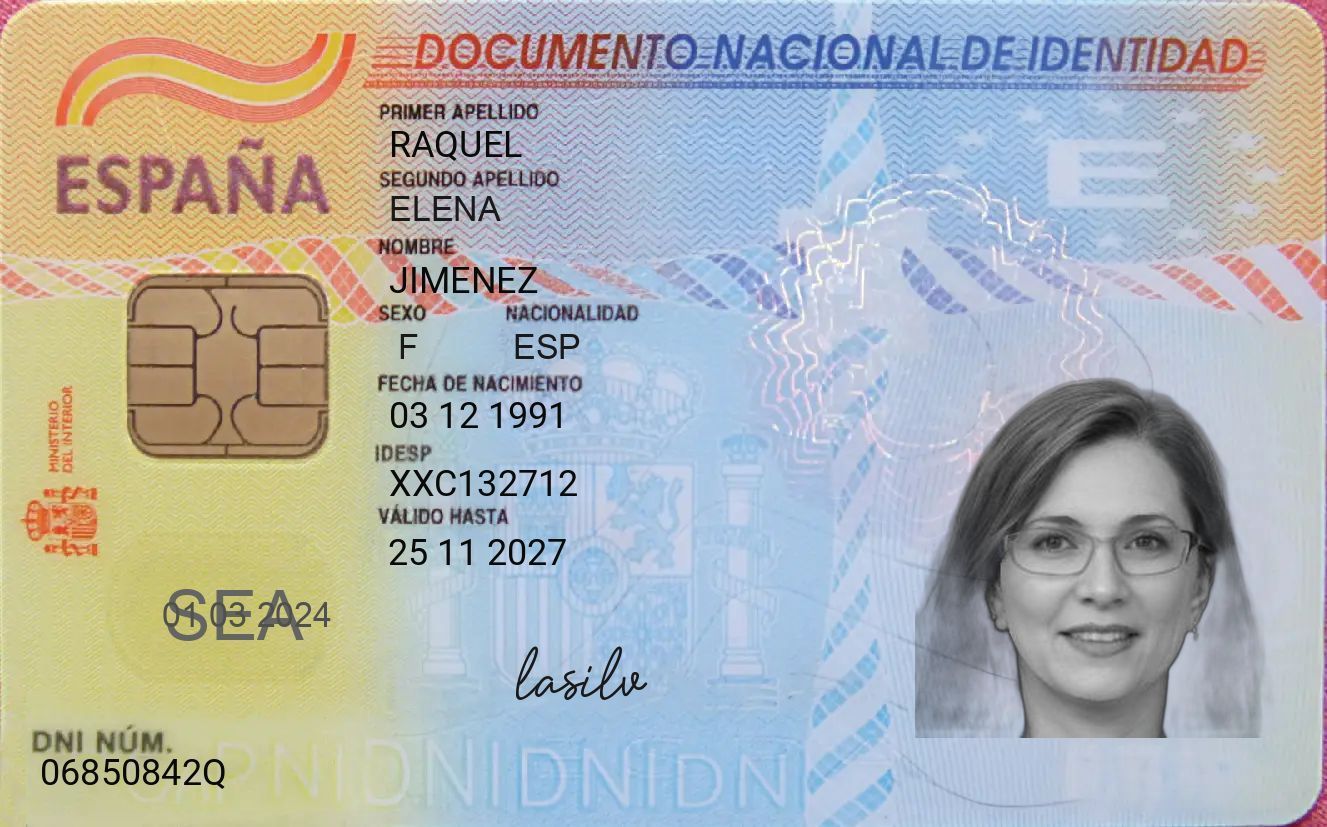 DOCUMENTO NACIONAL DE IDENTIDAD
ESPAÑA
PRIMER APELLIDO
RAQUEL
SEGUNDO APELLIDO
ELENA
NOMBRE
JIMENEZ
SEXO NACIONALIDAD
F ESP
FECHA DE NACIMIENTO
03 12 1991
IDESP
XXC132712
VÁLIDO HASTA
25 11 2027
MINISTERIO
DEL INTERIOR
E
SEA
01 03 2024
lasilv
DNI NÚM.
06850842Q
DNIDNIDNIDNI